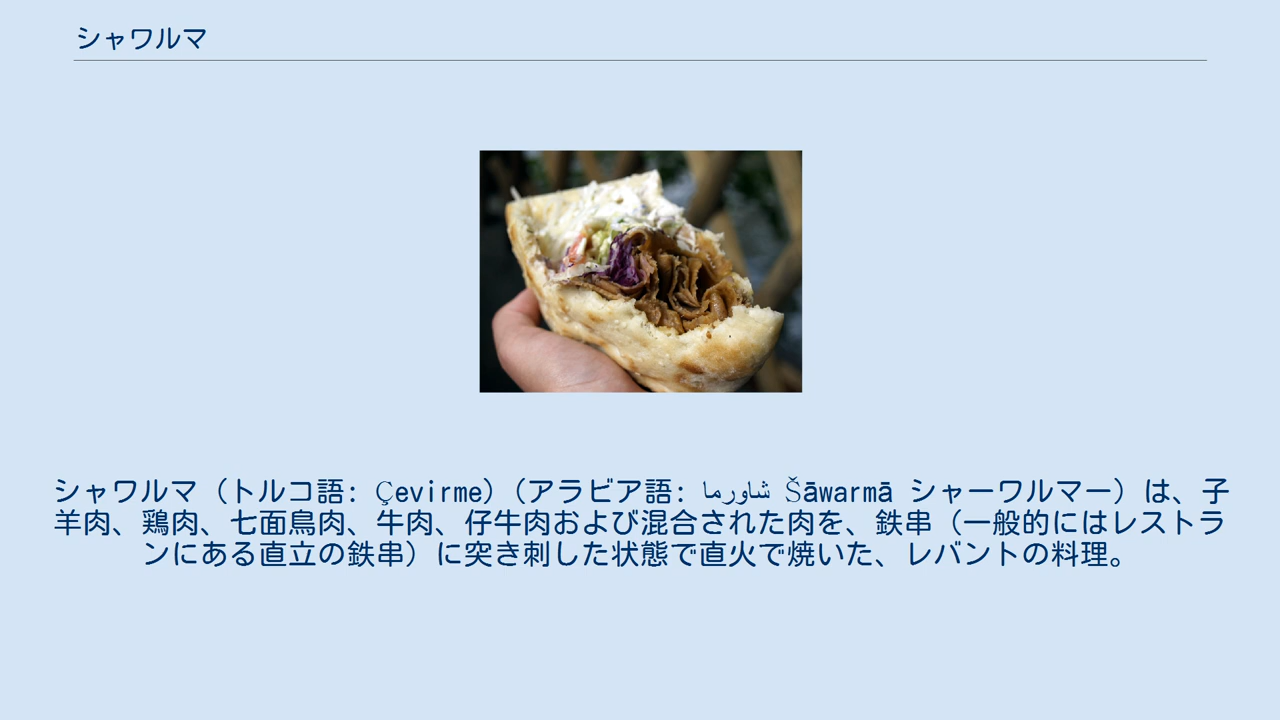 シャワルマ
シャワルマ（トルコ語: Çevirme）（アラビア語: شاورما Šāwarmā シャーワルマー）は、子
羊肉、鶏肉、七面鳥肉、牛肉、仔牛肉および混合された肉を、鉄串（一般的にはレストラ
ンにある直立の鉄串）に突き刺した状態で直火で焼いた、レバントの料理。